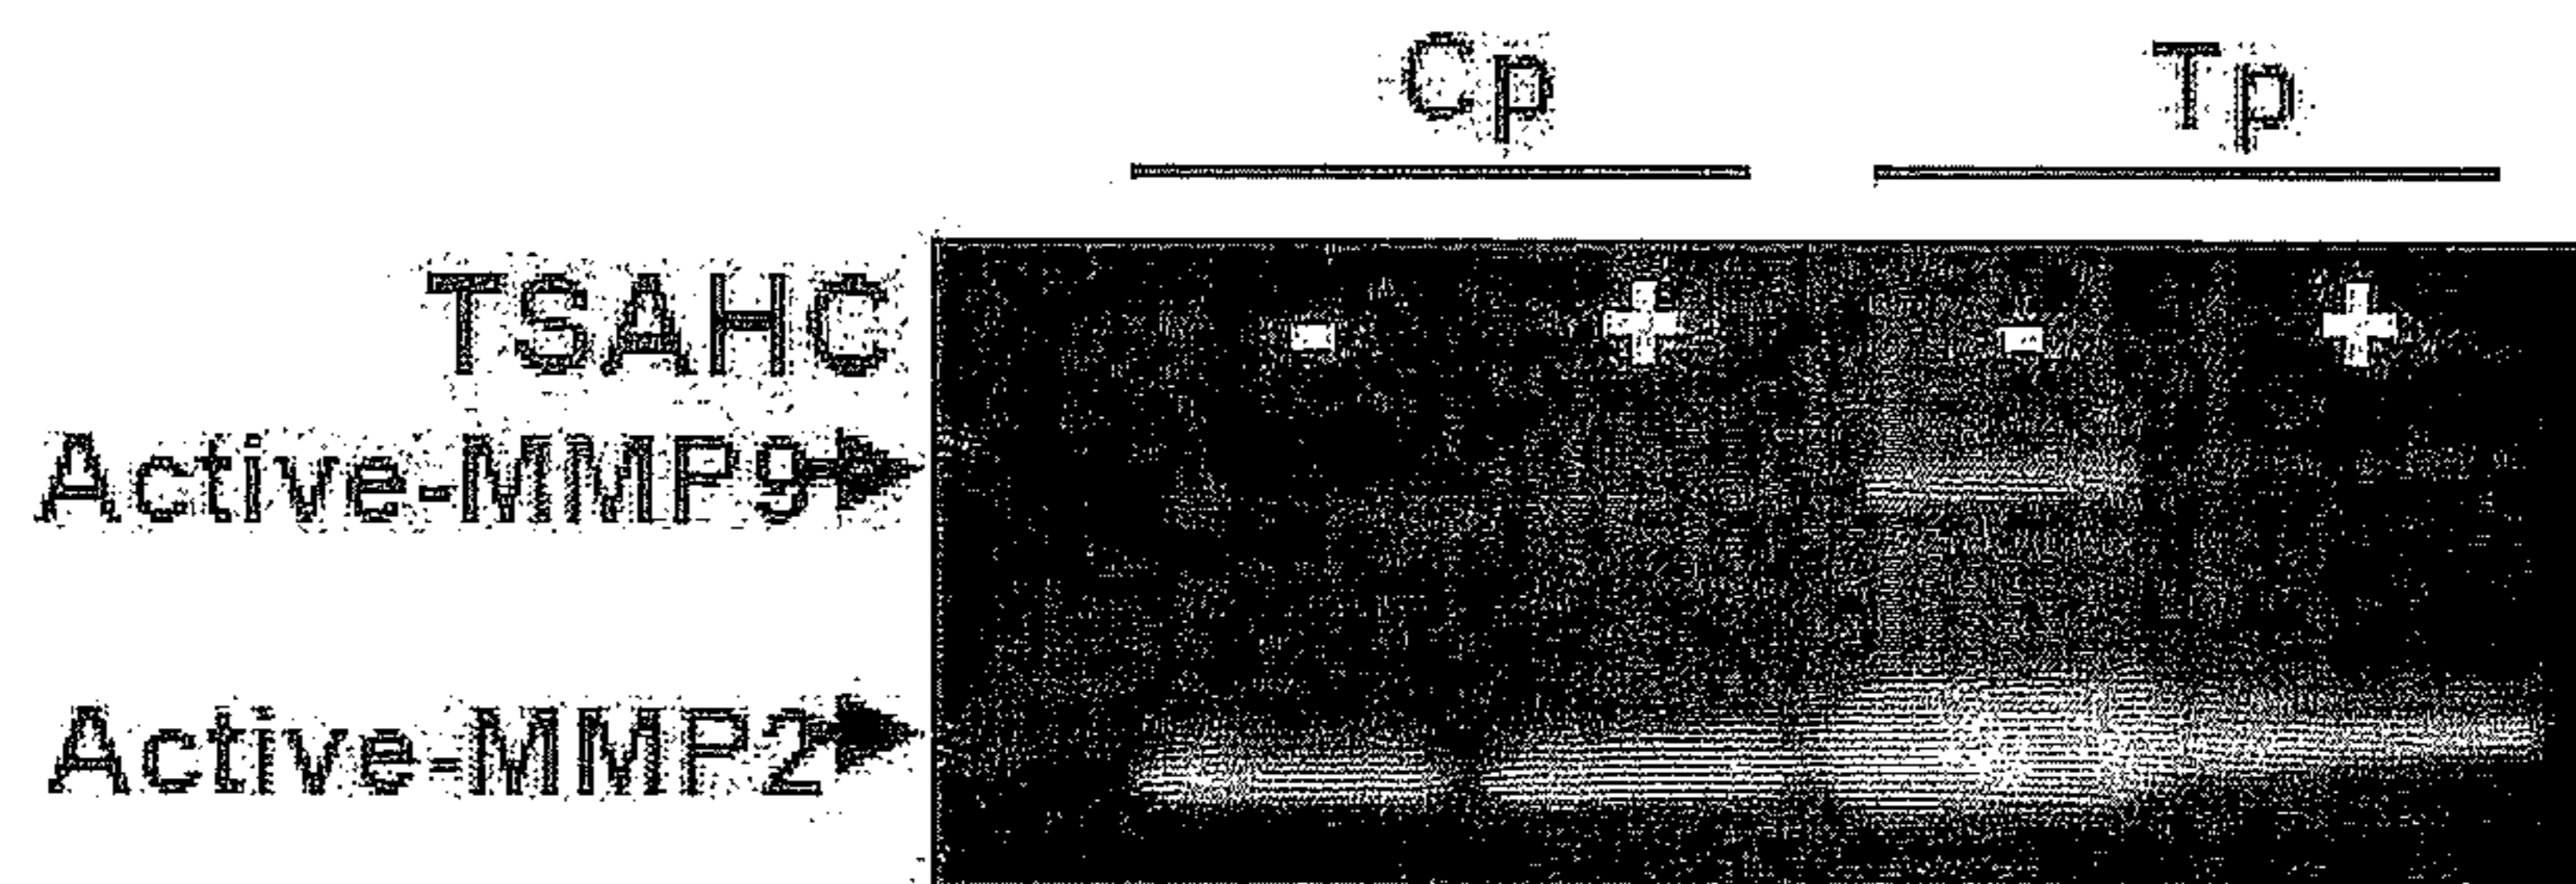 Cp Tp
TSAHC - + - +
Active-MMP9
Active-MMP2